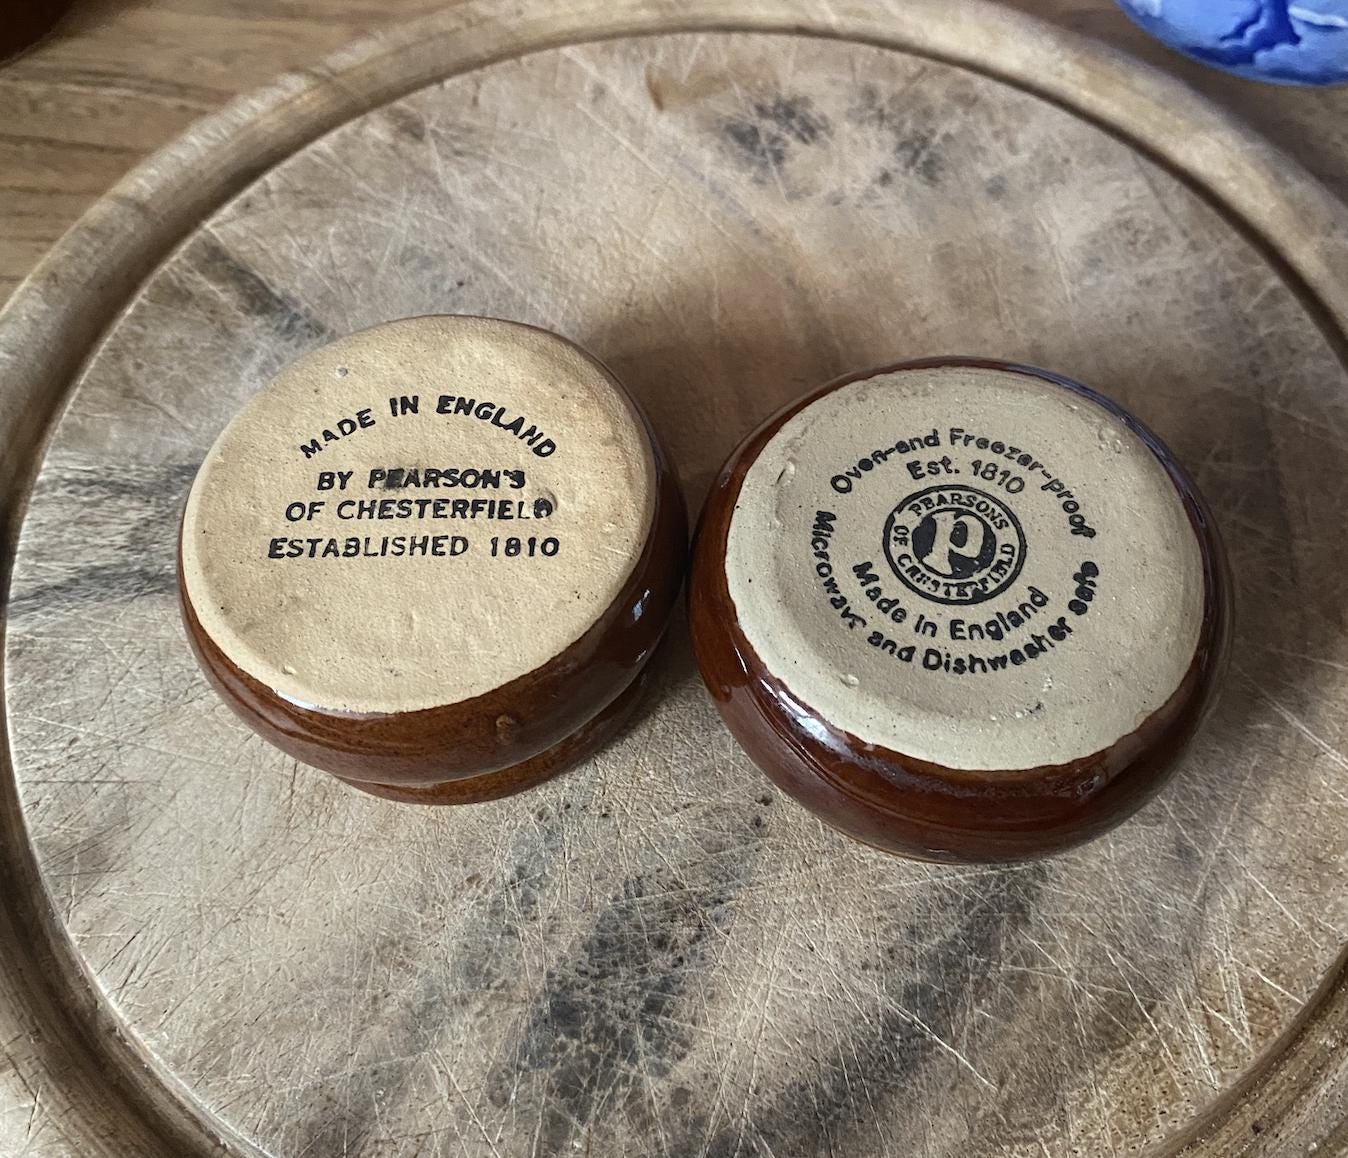 MADE IN ENGLAND
BY PEARSON'S
OF CHESTERFIELD
ESTABLISHED 1810
Oven-and Freezer-proof
Est. 1810
PEARSONS
P
OF CHESTERFIELD
Made in England
Microwave and Dishwasher safe